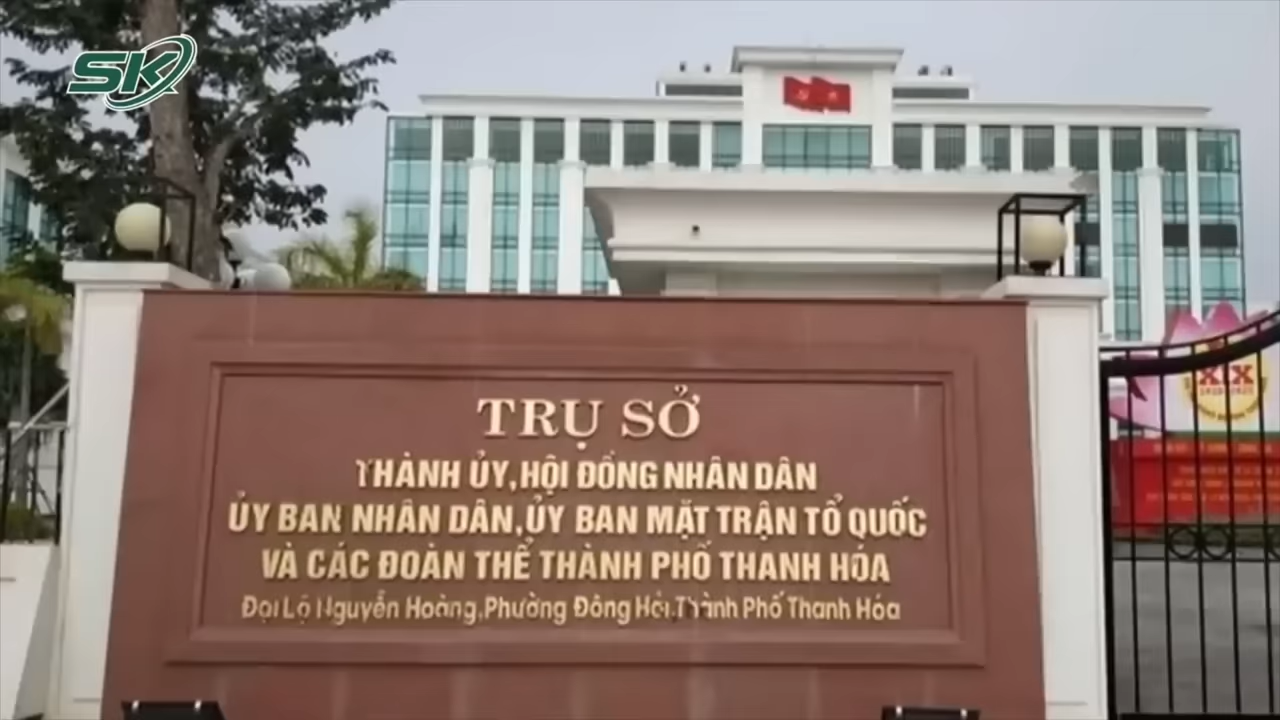 SK
TRỤ SỞ
THÀNH ỦY, HỘI ĐỒNG NHÂN DÂN
ỦY BAN NHÂN DÂN, ỦY BAN MẶT TRẬN TỔ QUỐC
VÀ CÁC ĐOÀN THỂ THÀNH PHỐ THANH HÓA
Đại Lộ Nguyễn Hoàng, Phường Đông Hải, Thành Phố Thanh Hóa
XIX